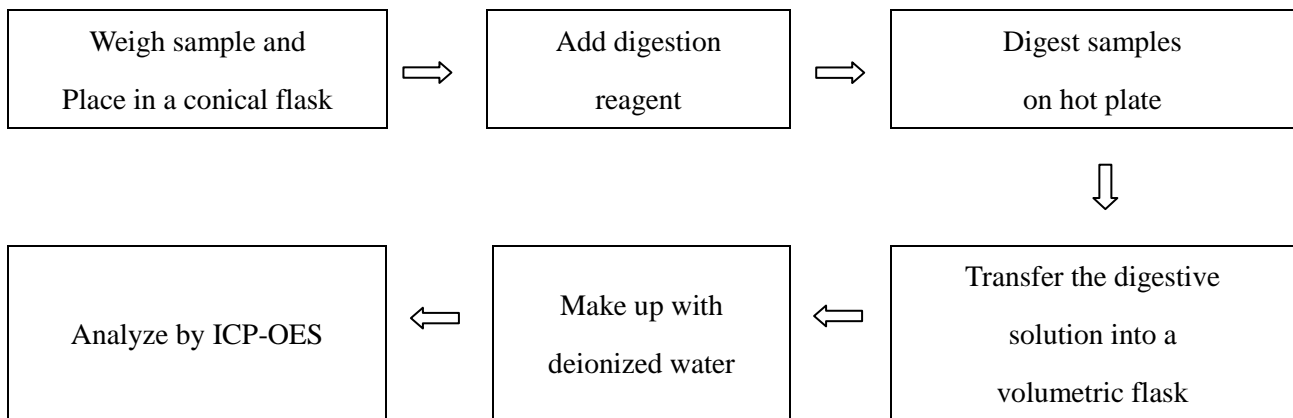 Weigh sample and
Place in a conical flask
Add digestion
reagent
Digest samples
on hot plate
Transfer the digestive
solution into a
volumetric flask
Make up with
deionized water
Analyze by ICP-OES